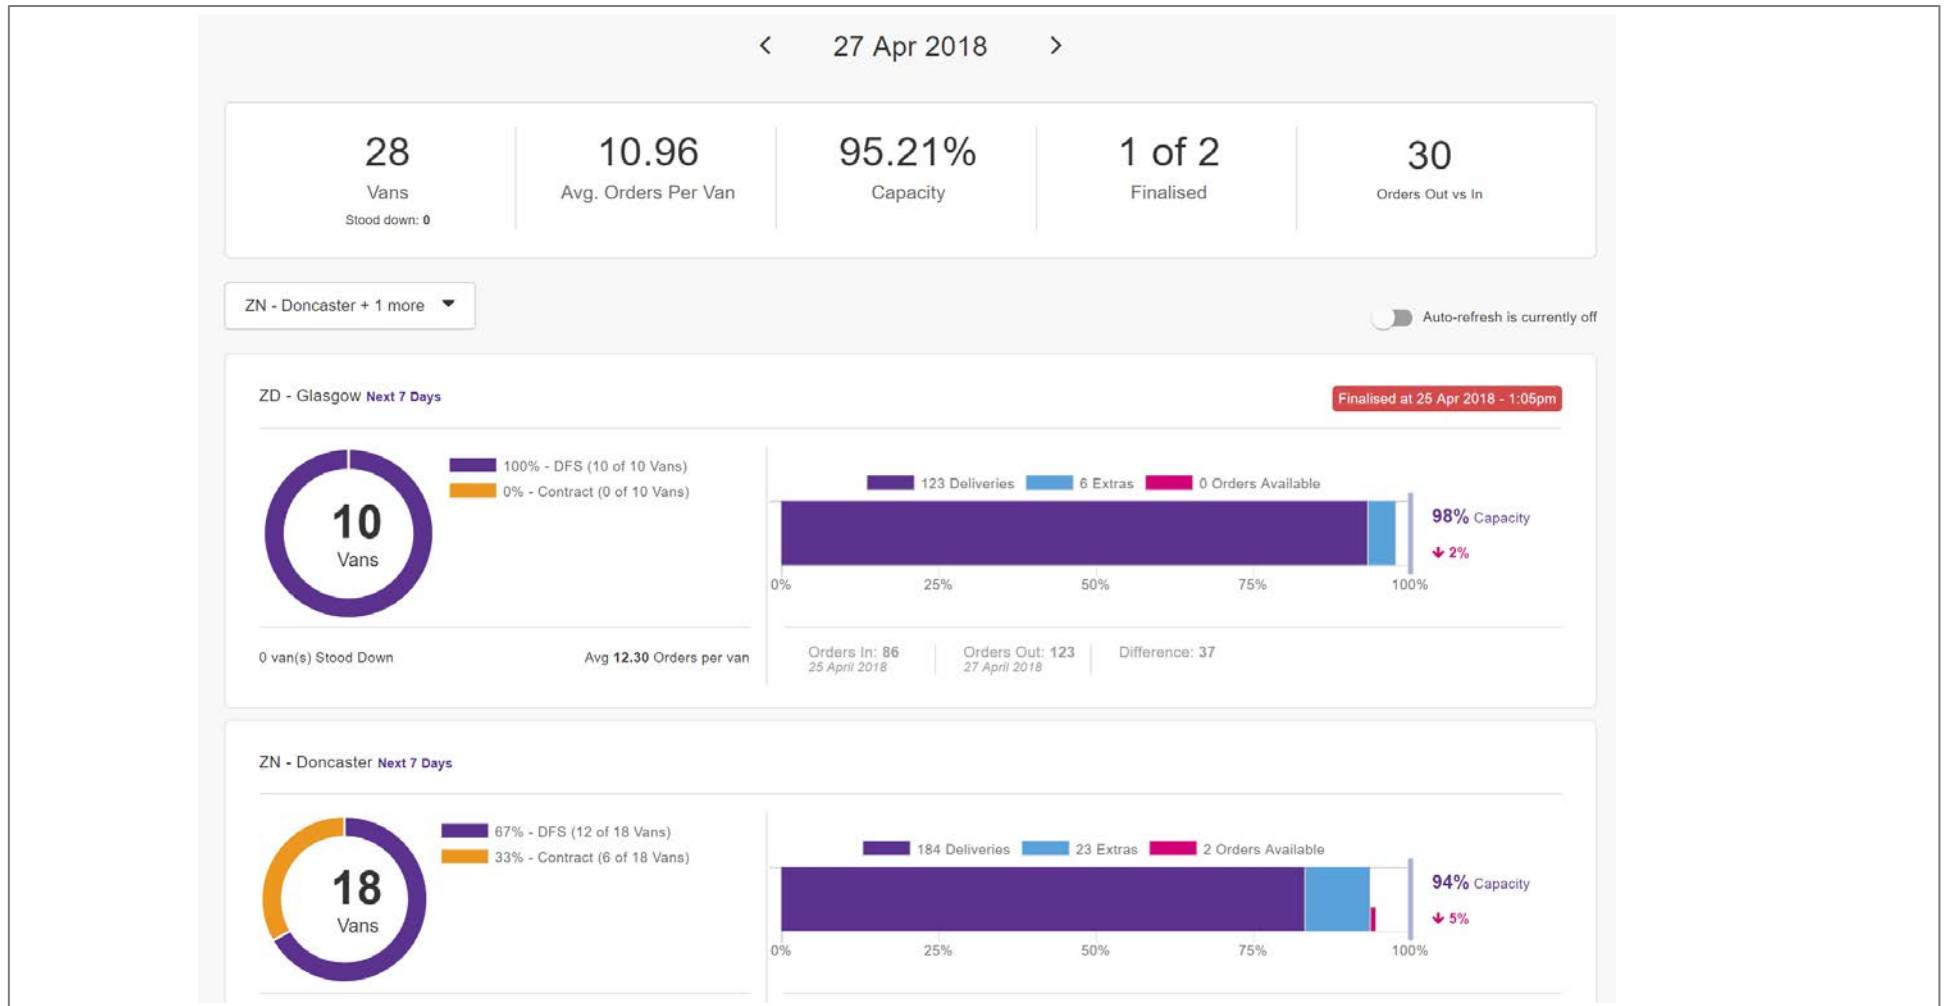 27 Apr 2018
28
Vans
Stood down: 0
10.96
Avg. Orders Per Van
95.21%
Capacity
1 of 2
Finalised
30
Orders Out vs In
ZN - Doncaster + 1 more
Auto-refresh is currently off
ZD - Glasgow Next 7 Days
Finalised at 25 Apr 2018 - 1:05pm
10
Vans
100% - DFS (10 of 10 Vans)
0% - Contract (0 of 10 Vans)
123 Deliveries 6 Extras 0 Orders Available
98% Capacity
2%
0% 25% 50% 75% 100%
0 van(s) Stood Down
Avg 12.30 Orders per van
Orders In: 86
25 April 2018
Orders Out: 123
27 April 2018
Difference: 37
ZN - Doncaster Next 7 Days
18
Vans
67% - DFS (12 of 18 Vans)
33% - Contract (6 of 18 Vans)
184 Deliveries 23 Extras 2 Orders Available
94% Capacity
5%
0% 25% 50% 75% 100%